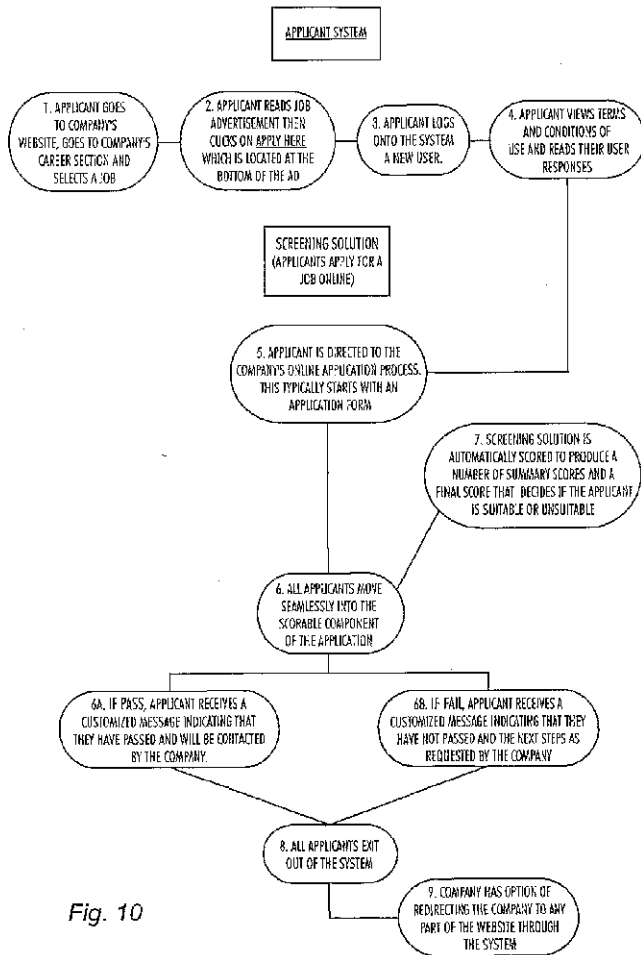 APPLICANT SYSTEM
1. APPLICANT GOES
TO COMPANY'S
WEBSITE, GOES TO COMPANY'S
CAREER SECTION AND
SELECTS A JOB
2. APPLICANT READS JOB
ADVERTISEMENT THEN
CLICKS ON APPLY HERE
WHICH IS LOCATED AT THE
BOTTOM OF THE AD
3. APPLICANT LOGS
ONTO THE SYSTEM
A NEW USER.
4. APPLICANT VIEWS TERMS
AND CONDITIONS OF
USE AND READS THEIR USER
RESPONSES
SCREENING SOLUTION
(APPLICANTS APPLY FOR A
JOB ONLINE)
5. APPLICANT IS DIRECTED TO THE
COMPANY'S ONLINE APPLICATION PROCESS.
THIS TYPICALLY STARTS WITH AN
APPLICATION FORM
7. SCREENING SOLUTION IS
AUTOMATICALLY SCORED TO PRODUCE A
NUMBER OF SUMMARY SCORES AND A
FINAL SCORE THAT DECIDES IF THE APPLICANT
IS SUITABLE OR UNSUITABLE
6. ALL APPLICANTS MOVE
SEAMLESSLY INTO THE
SCORABLE COMPONENT
OF THE APPLICATION
6A. IF PASS, APPLICANT RECEIVES A
CUSTOMIZED MESSAGE INDICATING THAT
THEY HAVE PASSED AND WILL BE CONTACTED
BY THE COMPANY.
6B. IF FAIL, APPLICANT RECEIVES A
CUSTOMIZED MESSAGE INDICATING THAT THEY
HAVE NOT PASSED AND THE NEXT STEPS AS
REQUESTED BY THE COMPANY
8. ALL APPLICANTS EXIT
OUT OF THE SYSTEM
9. COMPANY HAS OPTION OF
REDIRECTING THE COMPANY TO ANY
PART OF THE WEBSITE THROUGH
THE SYSTEM
Fig. 10